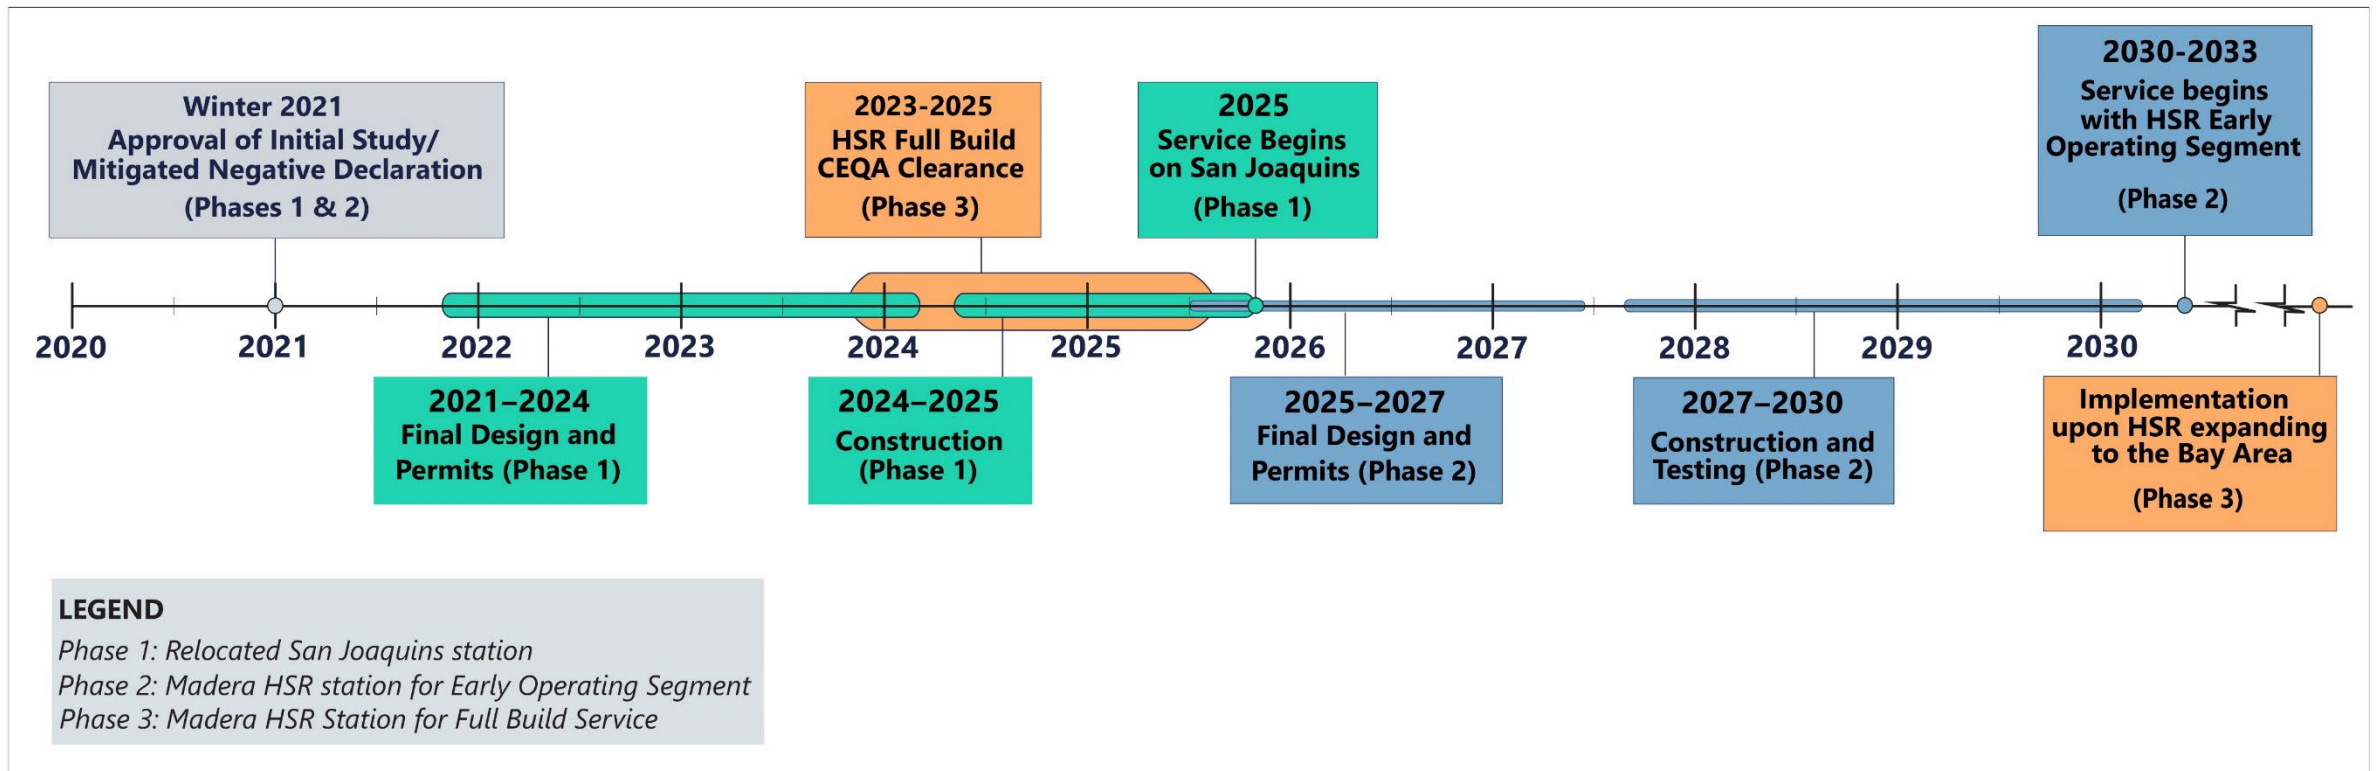 2030-2033
Service begins
with HSR Early
Operating Segment
(Phase 2)
Winter 2021
Approval of Initial Study/
Mitigated Negative Declaration
(Phases 1 & 2)
2023-2025
HSR Full Build
CEQA Clearance
(Phase 3)
2025
Service Begins
on San Joaquins
(Phase 1)
2020 2021 2022 2023 2024 2025 2026 2027 2028 2029 2030
2021–2024
Final Design and
Permits (Phase 1)
2024–2025
Construction
(Phase 1)
2025–2027
Final Design and
Permits (Phase 2)
2027–2030
Construction and
Testing (Phase 2)
Implementation
upon HSR expanding
to the Bay Area
(Phase 3)
LEGEND
Phase 1: Relocated San Joaquins station
Phase 2: Madera HSR station for Early Operating Segment
Phase 3: Madera HSR Station for Full Build Service